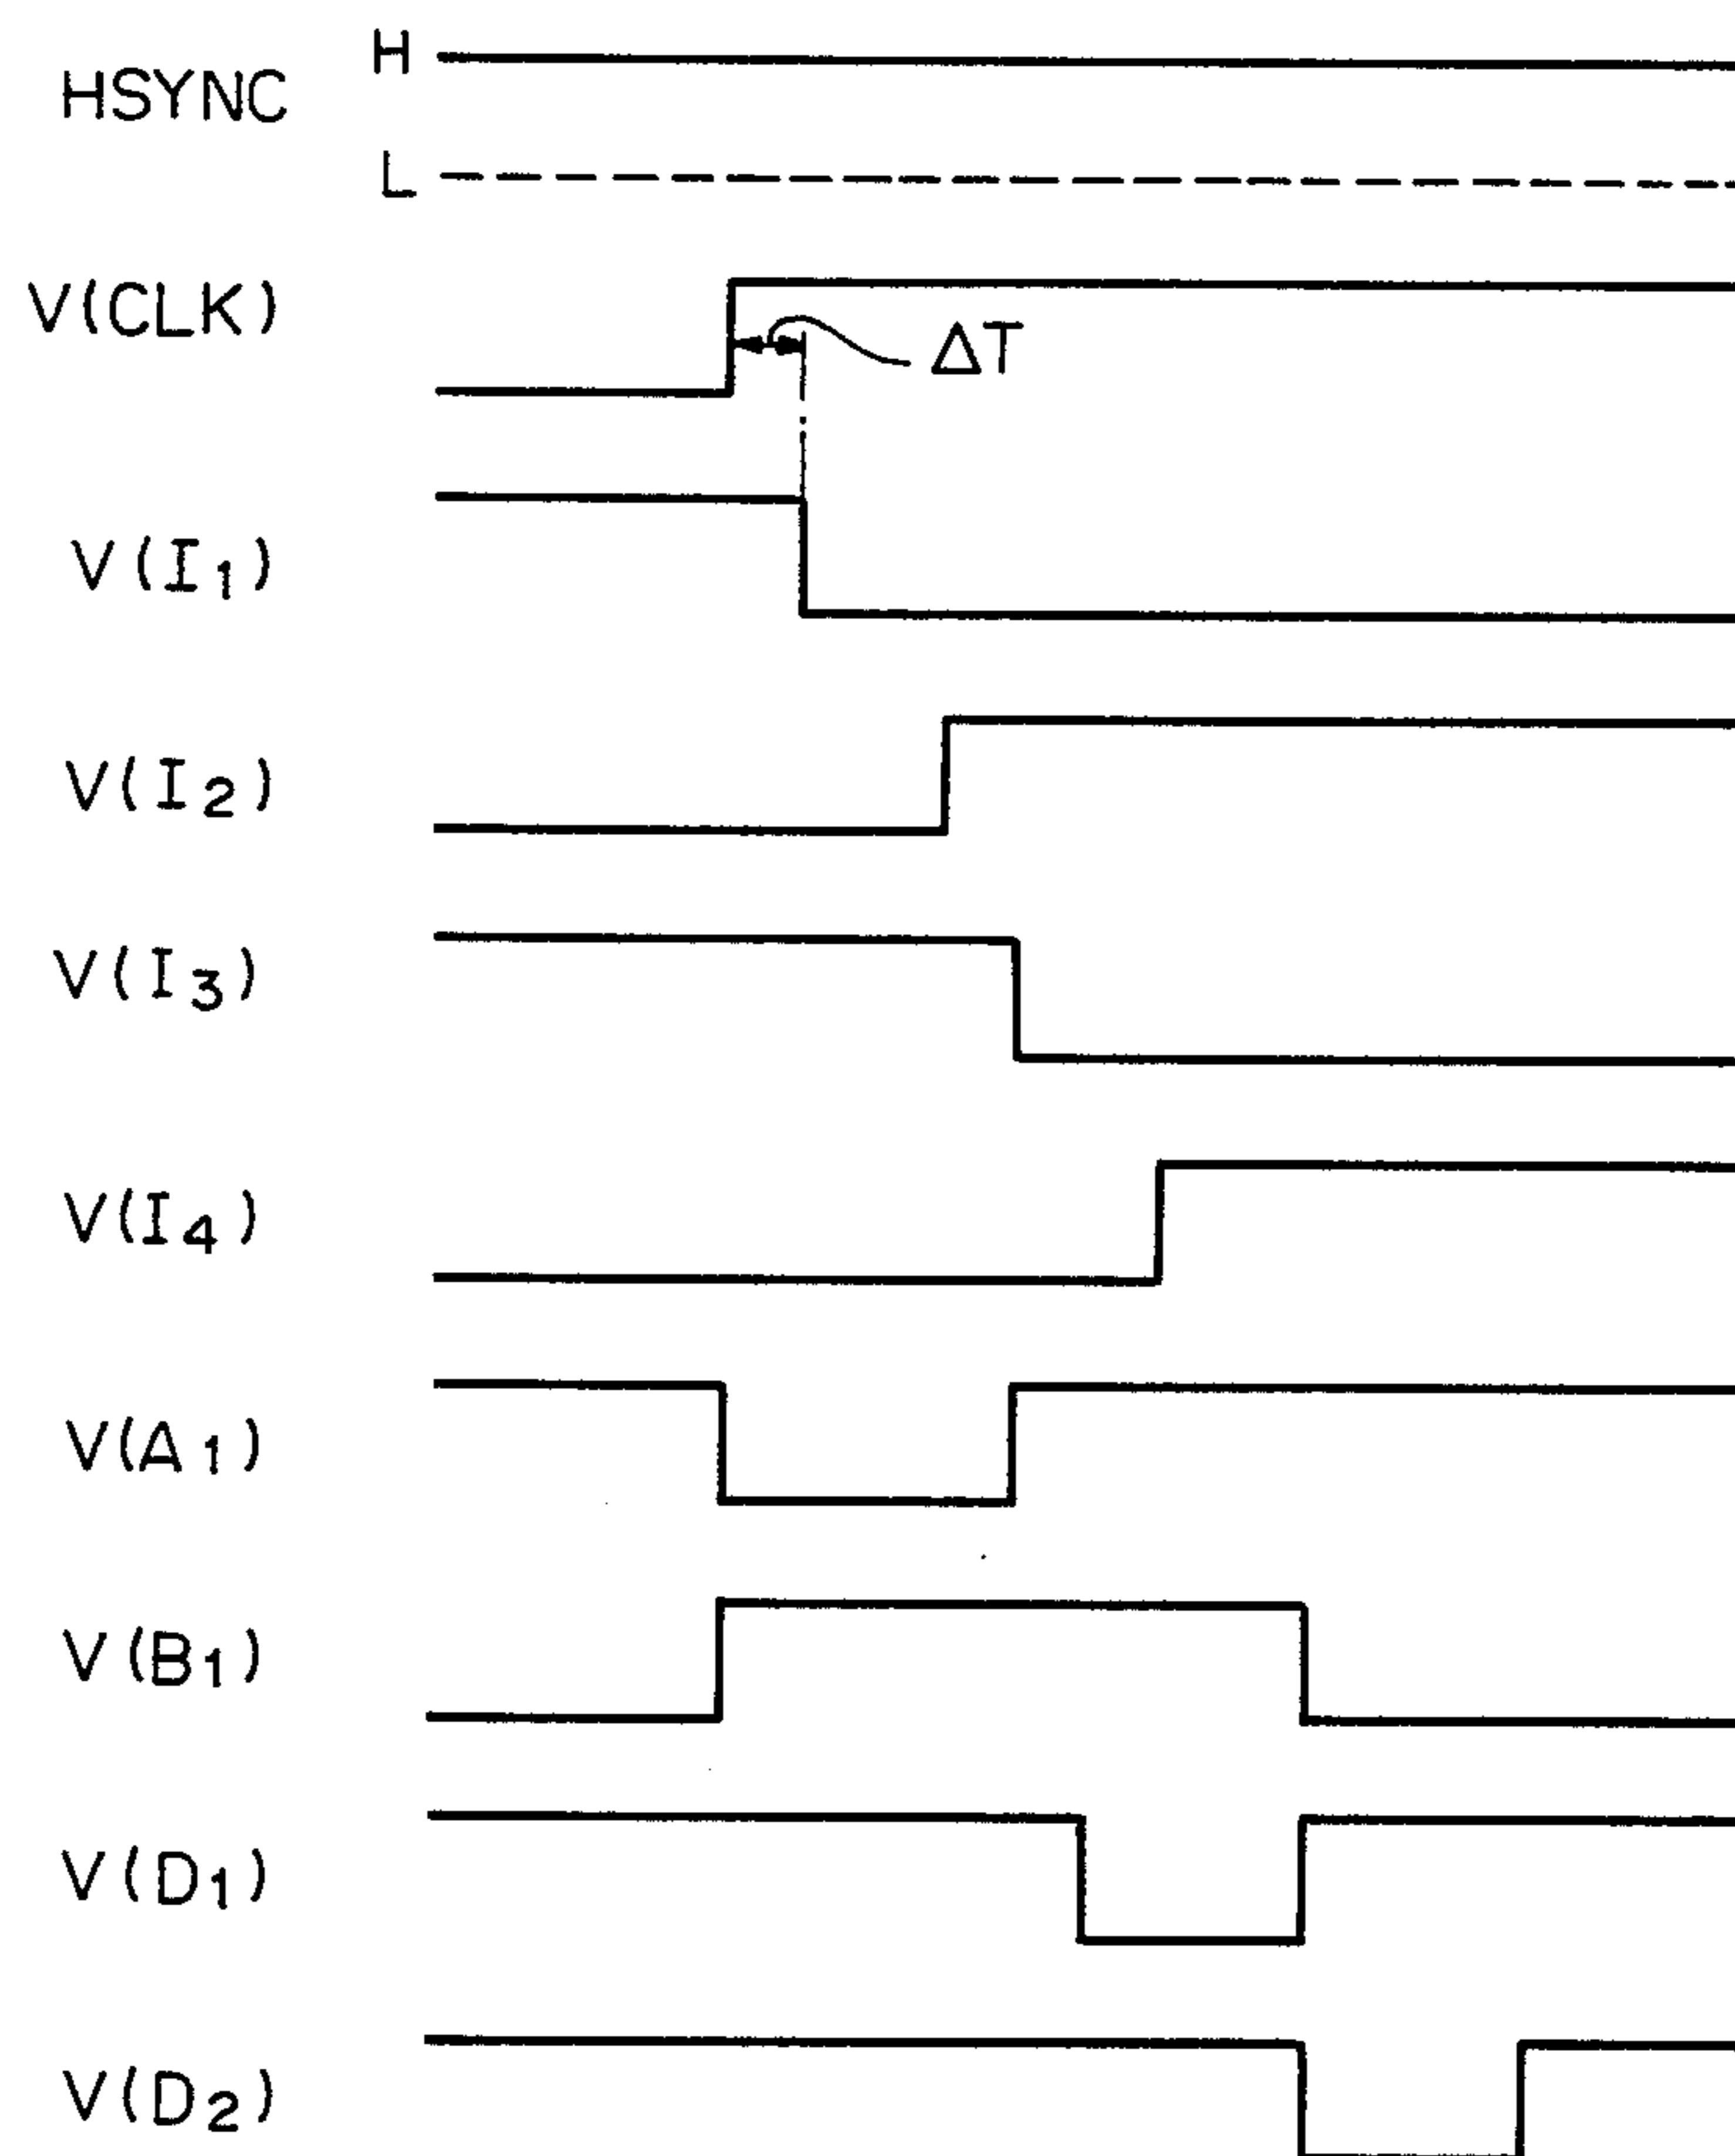 H
HSYNC
L
V(CLK)
ΔT
V(I1)
V(I2)
V(I3)
V(I4)
V(A1)
V(B1)
V(D1)
V(D2)